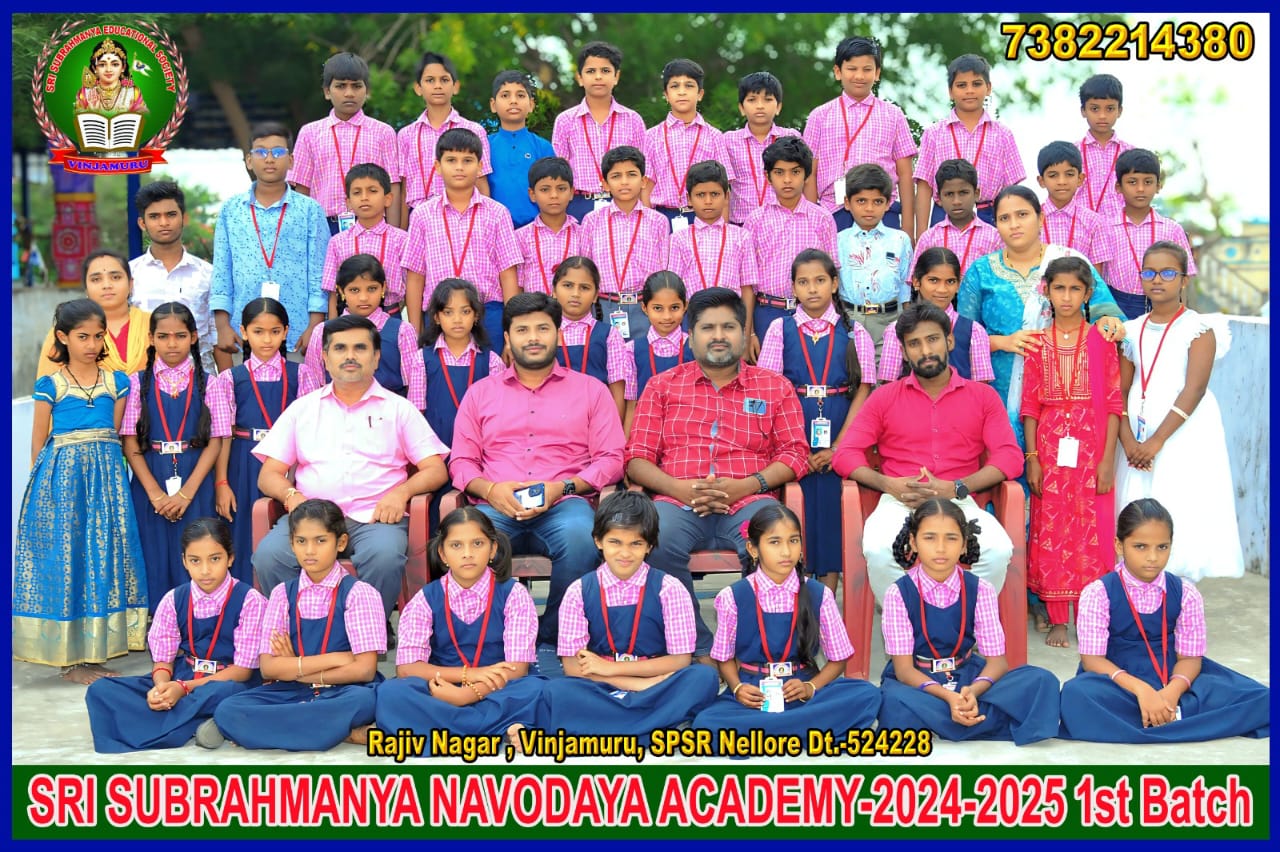 SRI SUBRAHMANYA EDUCATIONAL SOCIETY
VINJAMURU
7382214380
Rajiv Nagar , Vinjamuru, SPSR Nellore Dt.-524228
SRI SUBRAHMANYA NAVODAYA ACADEMY-2024-2025 1st Batch